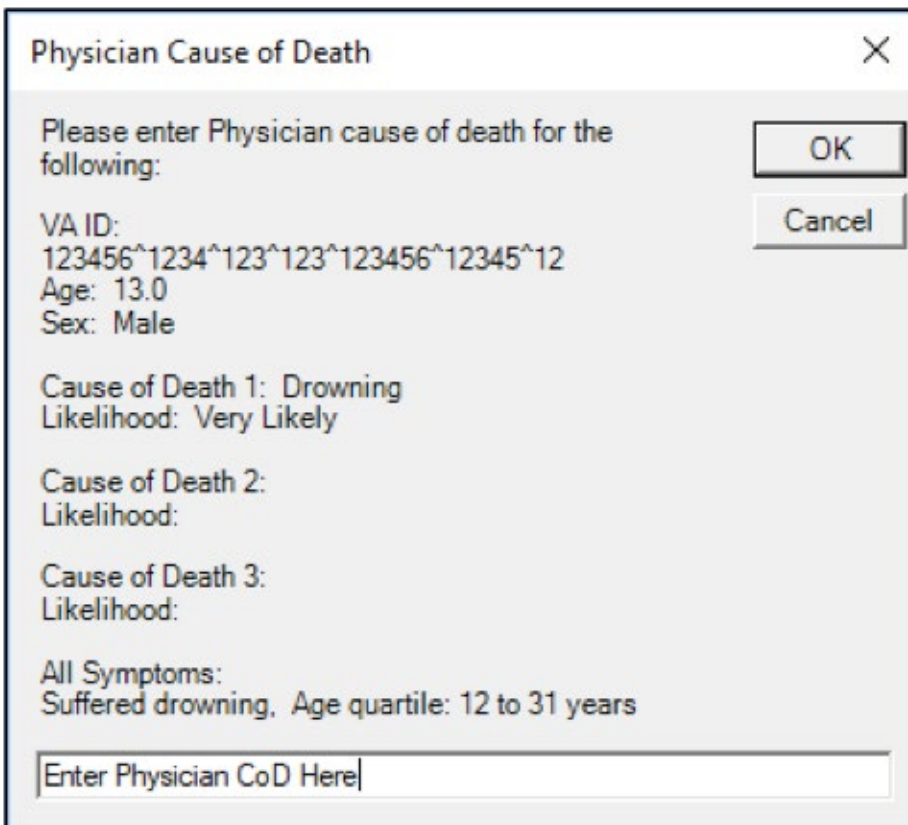 Physician Cause of Death
Please enter Physician cause of death for the
following:
OK
Cancel
VA ID:
123456^1234^123^123^123456^12345^12
Age: 13.0
Sex: Male
Cause of Death 1: Drowning
Likelihood: Very Likely
Cause of Death 2:
Likelihood:
Cause of Death 3:
Likelihood:
All Symptoms:
Suffered drowning, Age quartile: 12 to 31 years
Enter Physician CoD Here